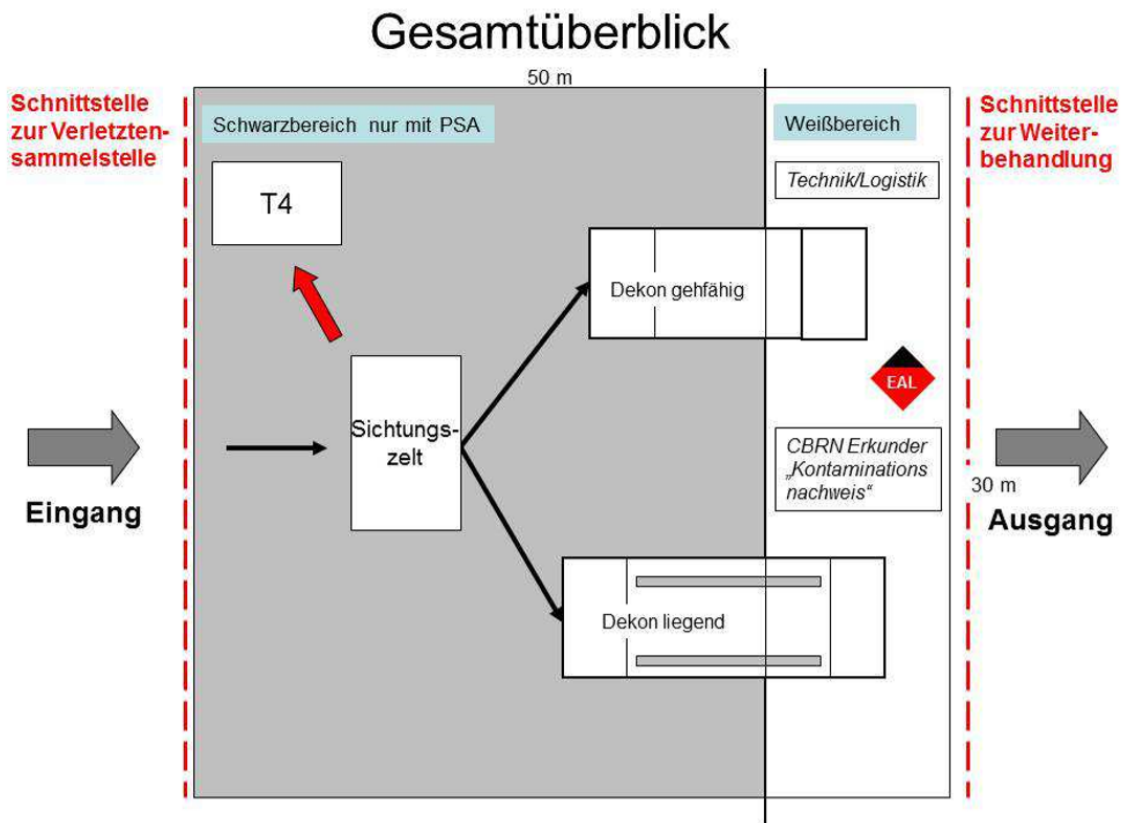 Gesamtüberblick
50 m
Schnittstelle
zur Verletzten-
sammelstelle
Schwarzbereich nur mit PSA
Weißbereich
Schnittstelle
zur Weiter-
behandlung
T4
Technik/Logistik
Dekon gehfähig
EAL
Sichtungs-
zelt
CBRN Erkunder
„Kontaminations
nachweis“
30 m
Eingang
Ausgang
Dekon liegend